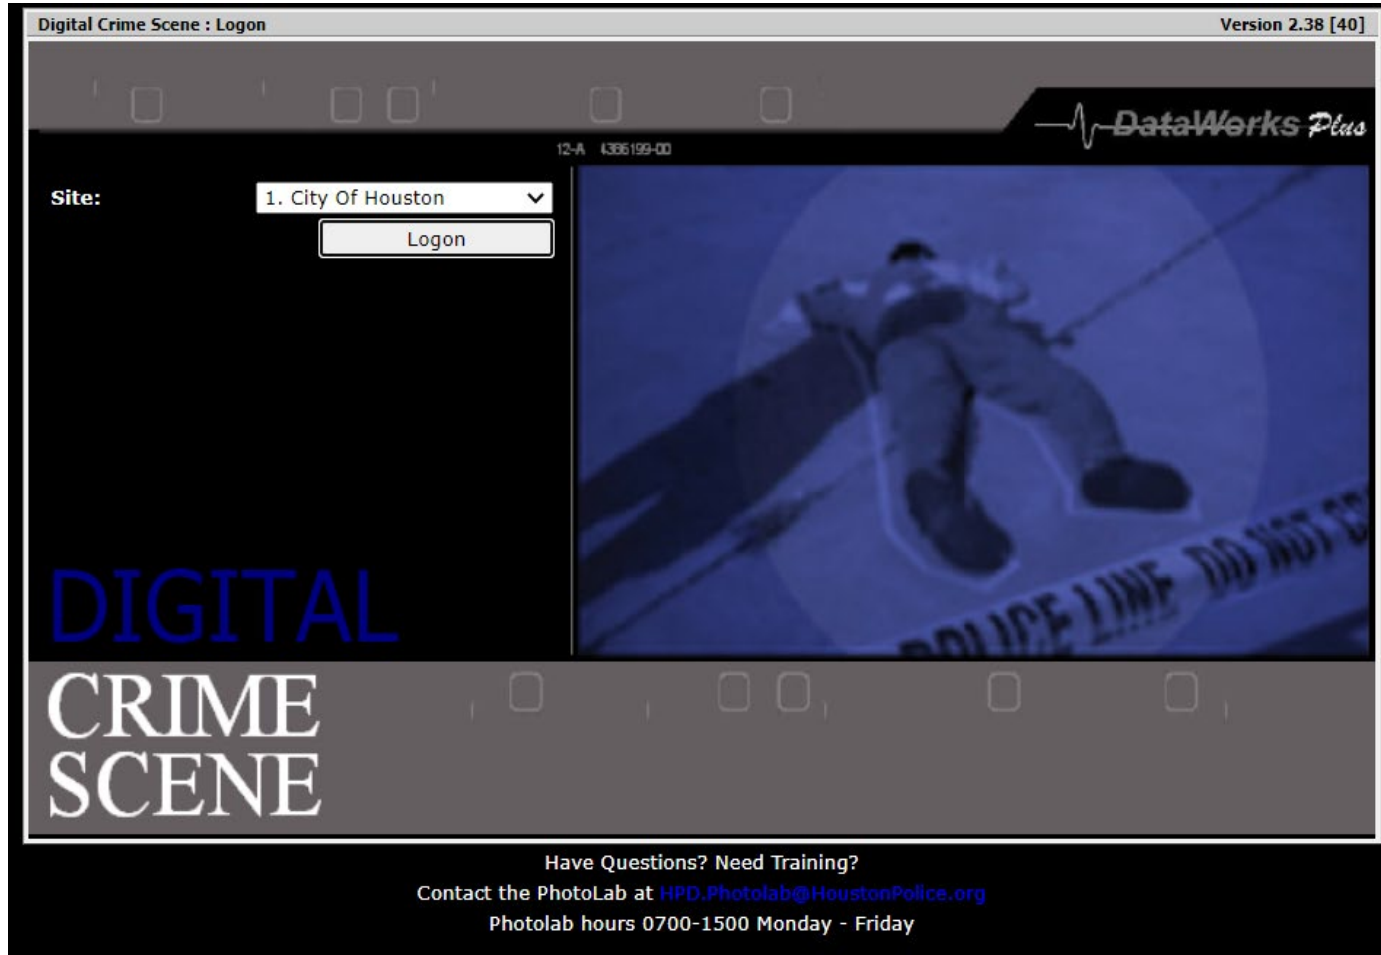 Digital Crime Scene : Logon
Version 2.38 [40]
DataWorks Plus
12-A 4386199-00
Site:
1. City Of Houston
Logon
POLICE LINE DO NOT
DIGITAL
CRIME
SCENE
Have Questions? Need Training?
Contact the PhotoLab at HPD.Photolab@HoustonPolice.org
Photolab hours 0700-1500 Monday - Friday